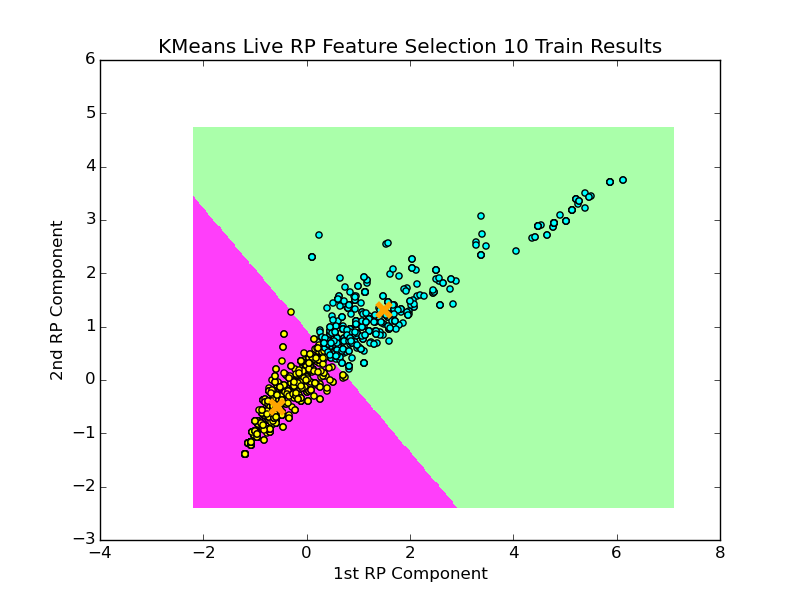 KMeans Live RP Feature Selection 10 Train Results
6
5
4
3
2
1
0
−1
−2
−3
2nd RP Component
−4 −2 0 2 4 6 8
1st RP Component